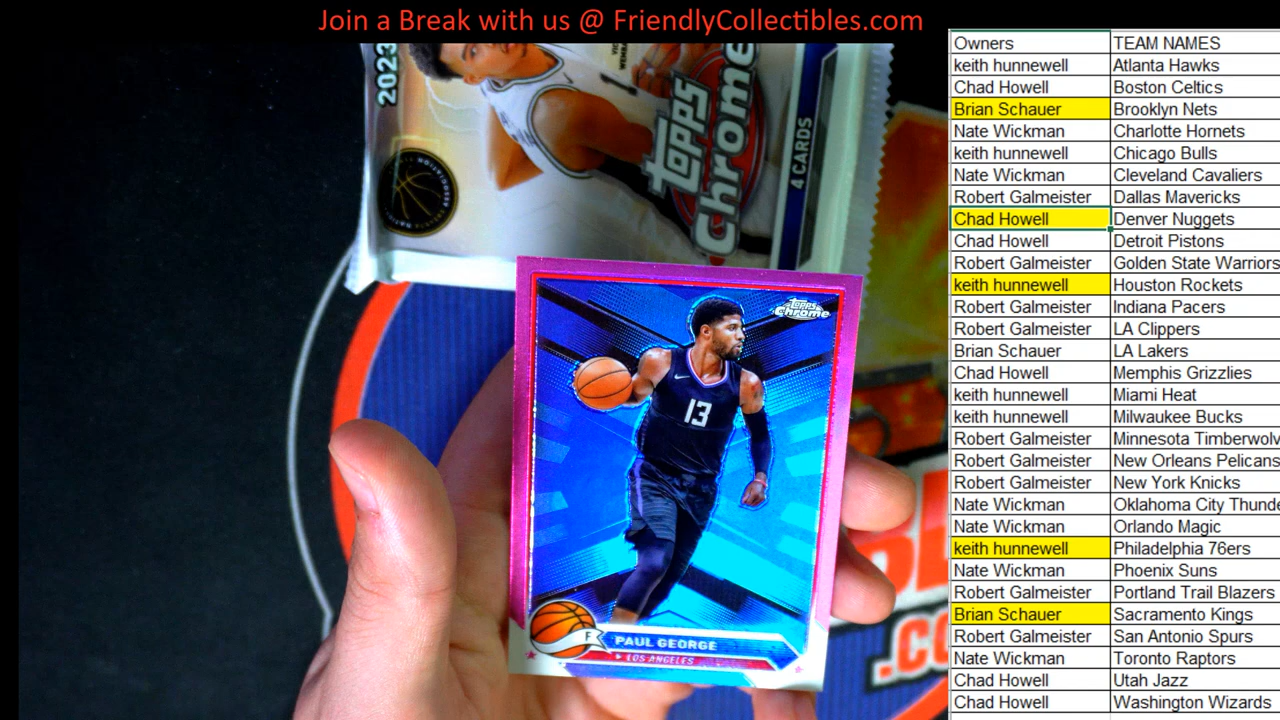 Join a Break with us @ FriendlyCollectibles.com
2023
1
Topps
Chrome
4 CARDS
Topps
Chrome
13
F
PAUL GEORGE
LOS ANGELES
.CO
Owners TEAM NAMES
keith hunnewell Atlanta Hawks
Chad Howell Boston Celtics
Brian Schauer Brooklyn Nets
Nate Wickman Charlotte Hornets
keith hunnewell Chicago Bulls
Nate Wickman Cleveland Cavaliers
Robert Galmeister Dallas Mavericks
Chad Howell Denver Nuggets
Chad Howell Detroit Pistons
Robert Galmeister Golden State Warriors
keith hunnewell Houston Rockets
Robert Galmeister Indiana Pacers
Robert Galmeister LA Clippers
Brian Schauer LA Lakers
Chad Howell Memphis Grizzlies
keith hunnewell Miami Heat
keith hunnewell Milwaukee Bucks
Robert Galmeister Minnesota Timberwolv
Robert Galmeister New Orleans Pelicans
Robert Galmeister New York Knicks
Nate Wickman Oklahoma City Thunde
Nate Wickman Orlando Magic
keith hunnewell Philadelphia 76ers
Nate Wickman Phoenix Suns
Robert Galmeister Portland Trail Blazers
Brian Schauer Sacramento Kings
Robert Galmeister San Antonio Spurs
Nate Wickman Toronto Raptors
Chad Howell Utah Jazz
Chad Howell Washington Wizards